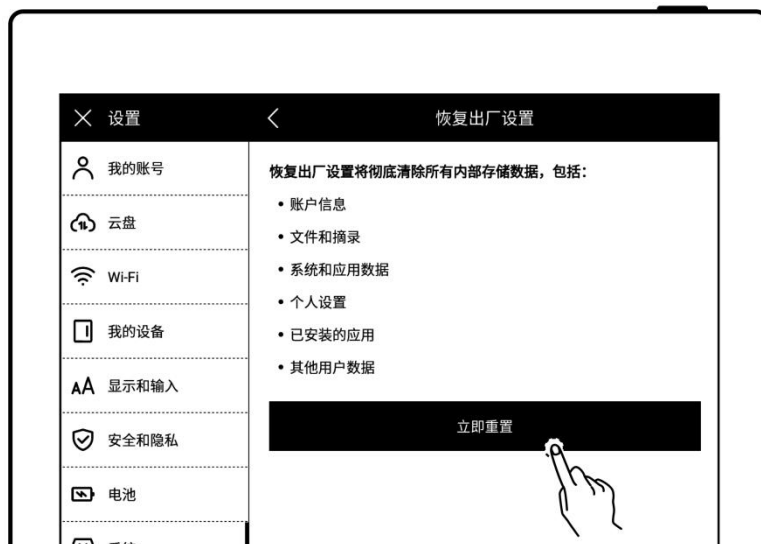 设置
恢复出厂设置
我的账号
云盘
Wi-Fi
我的设备
AA 显示和输入
安全和隐私
电池
恢复出厂设置将彻底清除所有内部存储数据，包括：
• 账户信息
• 文件和摘录
• 系统和应用数据
• 个人设置
• 已安装的应用
• 其他用户数据
立即重置